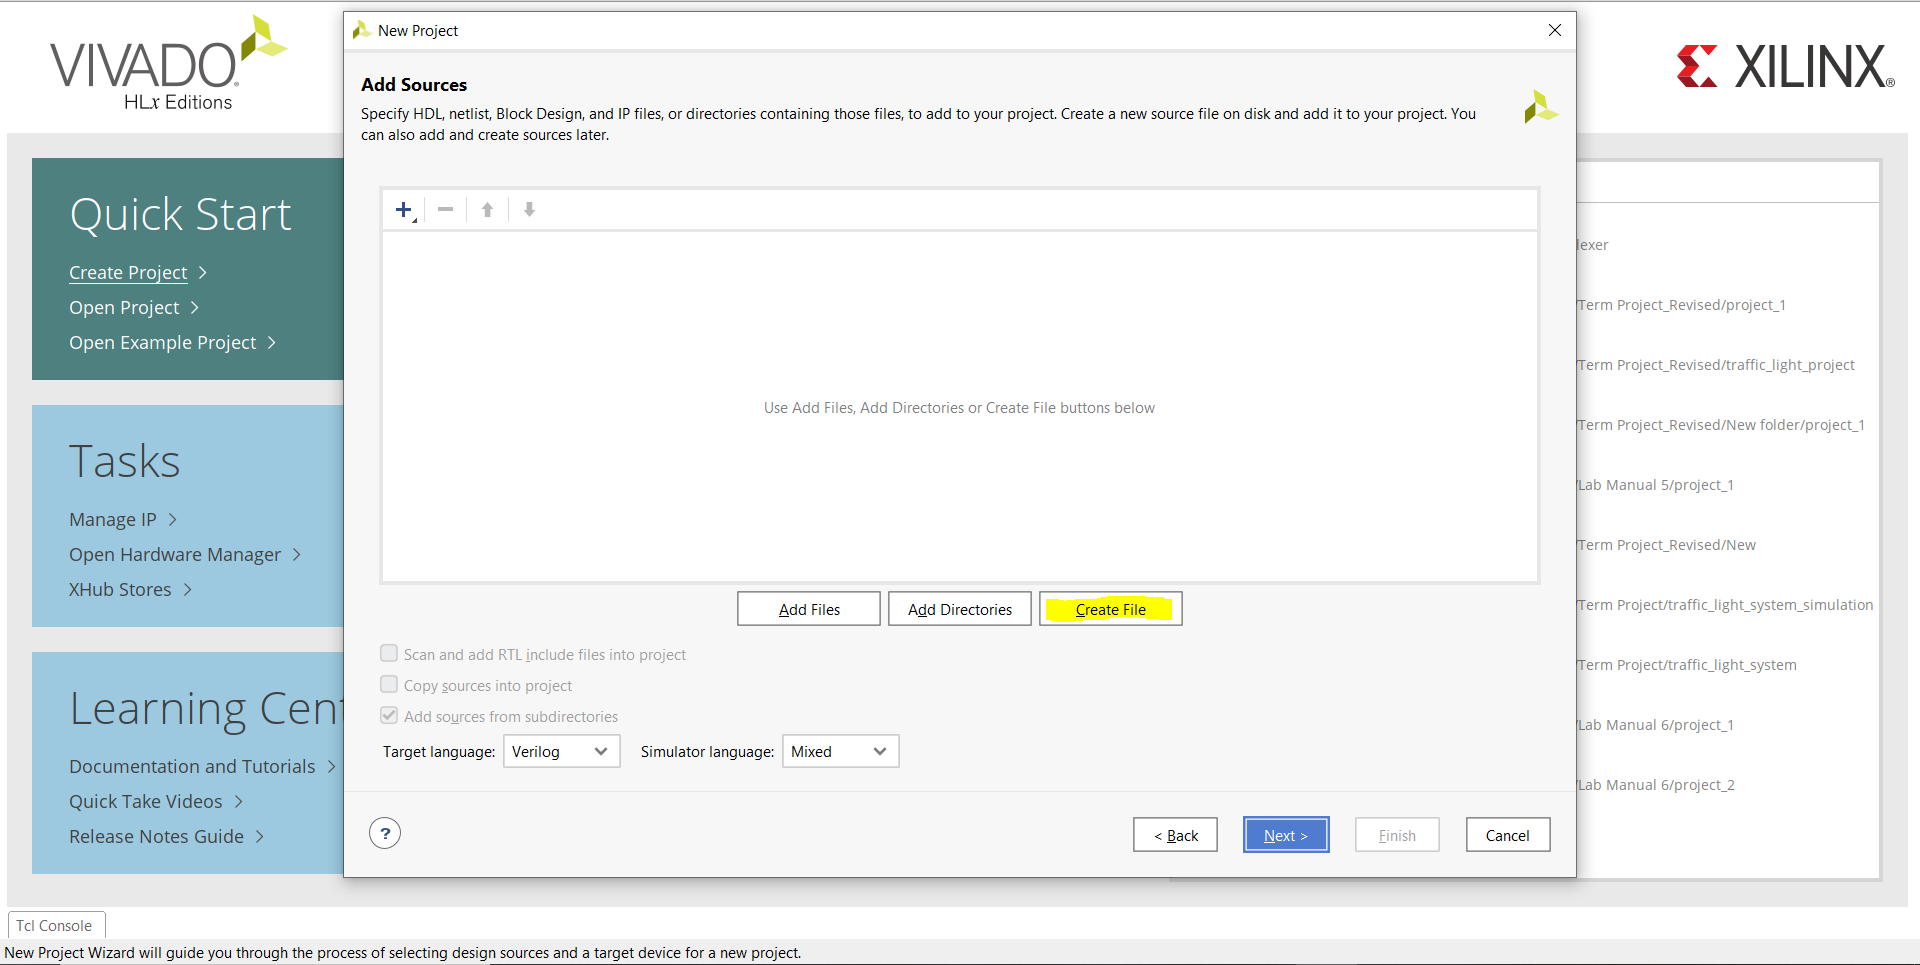 VIVADO
HLx Editions
XILINX
New Project
Add Sources
Specify HDL, netlist, Block Design, and IP files, or directories containing those files, to add to your project. Create a new source file on disk and add it to your project. You
can also add and create sources later.
Quick Start
Create Project
Open Project
Open Example Project
Tasks
Manage IP
Open Hardware Manager
XHub Stores
Learning Cent
Documentation and Tutorials
Quick Take Videos
Release Notes Guide
Use Add Files, Add Directories or Create File buttons below
Add Files
Add Directories
Create File
Scan and add RTL include files into project
Copy sources into project
Add sources from subdirectories
Target language: Verilog
Simulator language: Mixed
?
< Back
Next >
Finish
Cancel
lexer
/Term Project_Revised/project_1
/Term Project_Revised/traffic_light_project
/Term Project_Revised/New folder/project_1
/Lab Manual 5/project_1
/Term Project_Revised/New
/Term Project/traffic_light_system_simulation
/Term Project/traffic_light_system
/Lab Manual 6/project_1
/Lab Manual 6/project_2
Tcl Console
New Project Wizard will guide you through the process of selecting design sources and a target device for a new project.